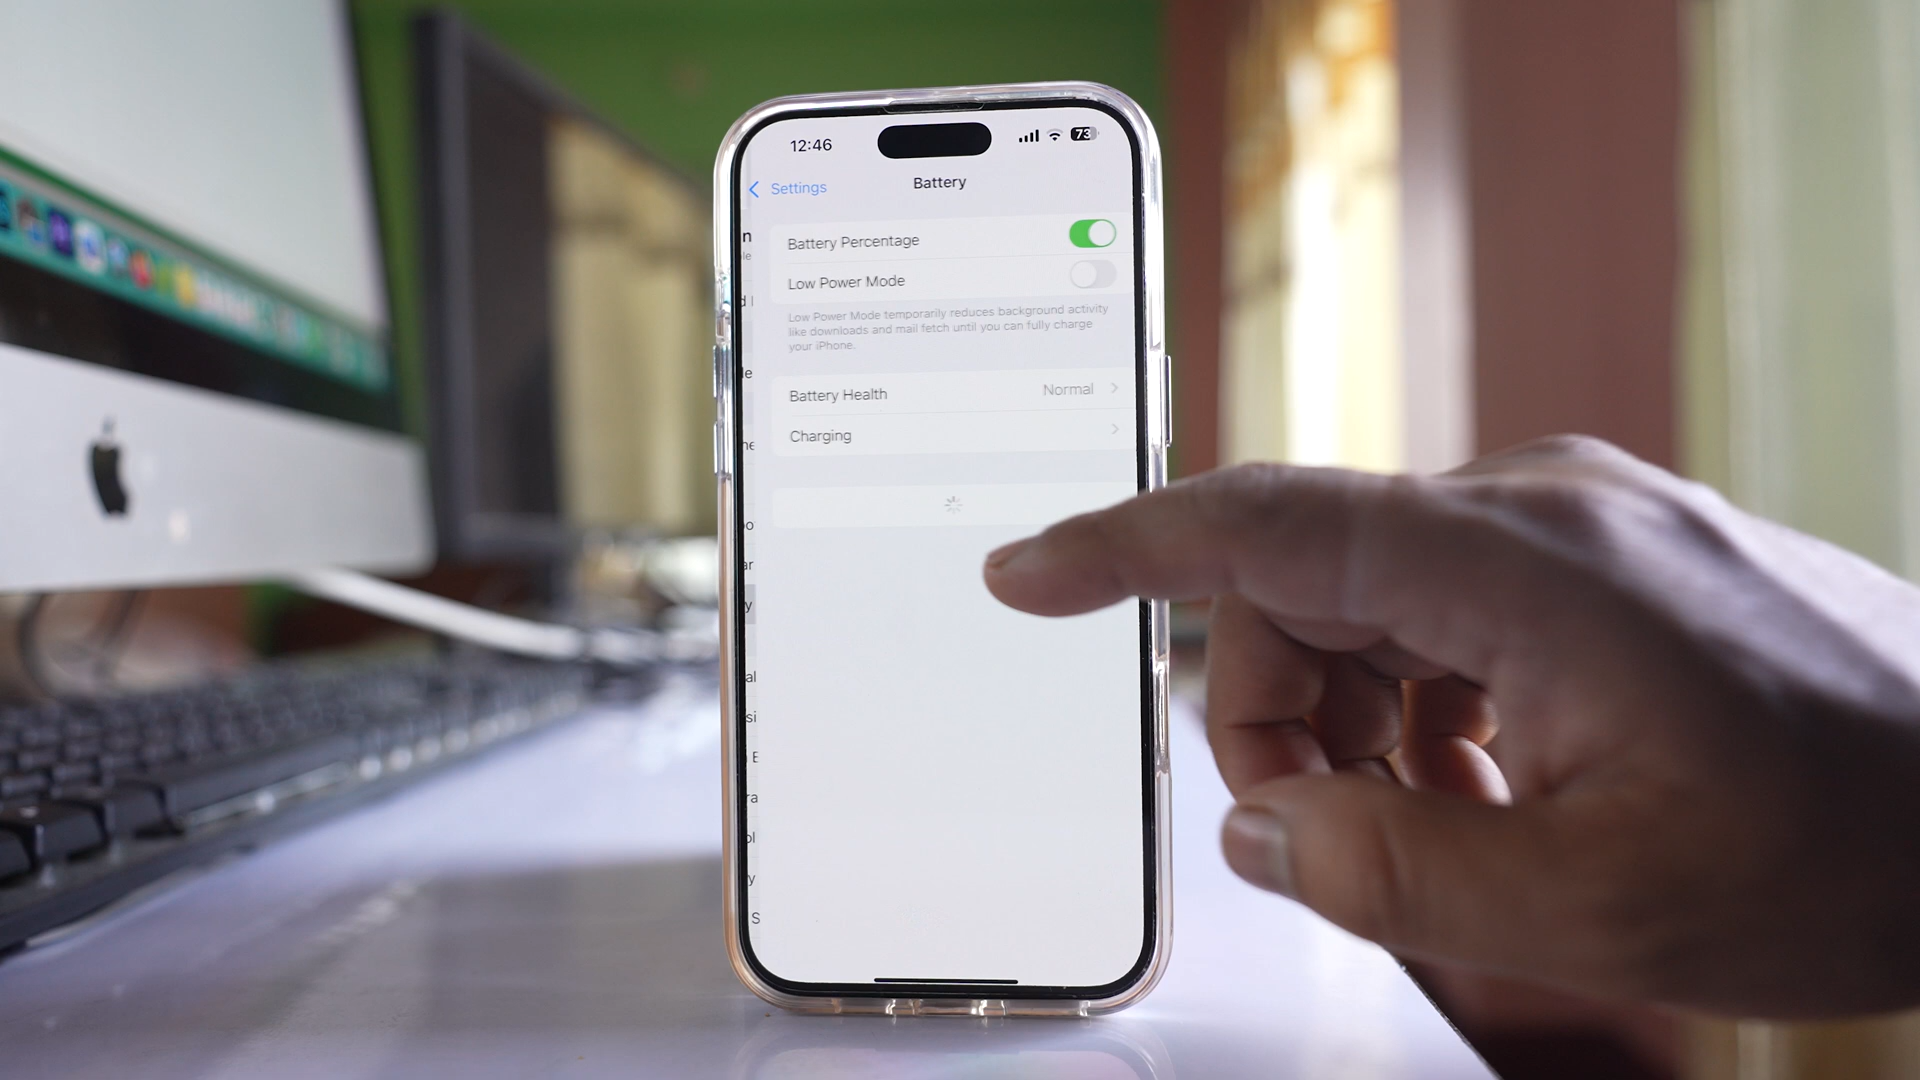 12:46
73
Settings
Battery
Battery Percentage
Low Power Mode
Low Power Mode temporarily reduces background activity
like downloads and mail fetch until you can fully charge
your iPhone.
Battery Health Normal
Charging